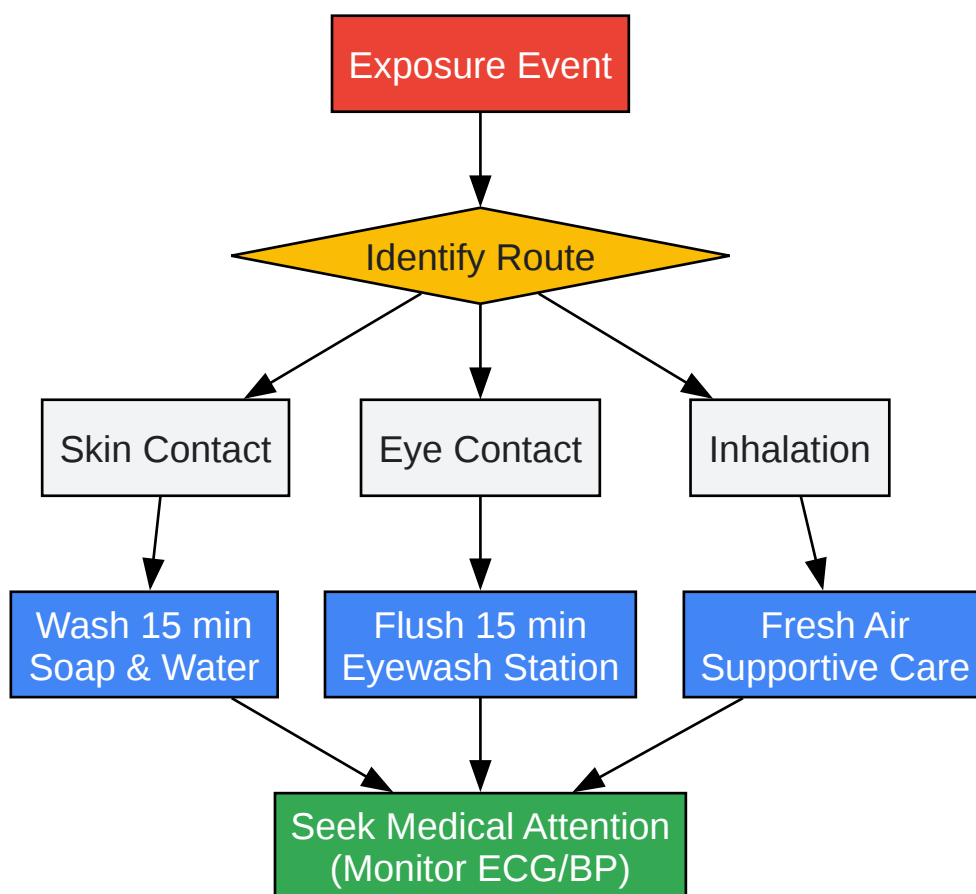 Exposure Event
Identify Route
Skin Contact
Eye Contact
Inhalation
Wash 15 min
Soap & Water
Flush 15 min
Eyewash Station
Fresh Air
Supportive Care
Seek Medical Attention
(Monitor ECG/BP)